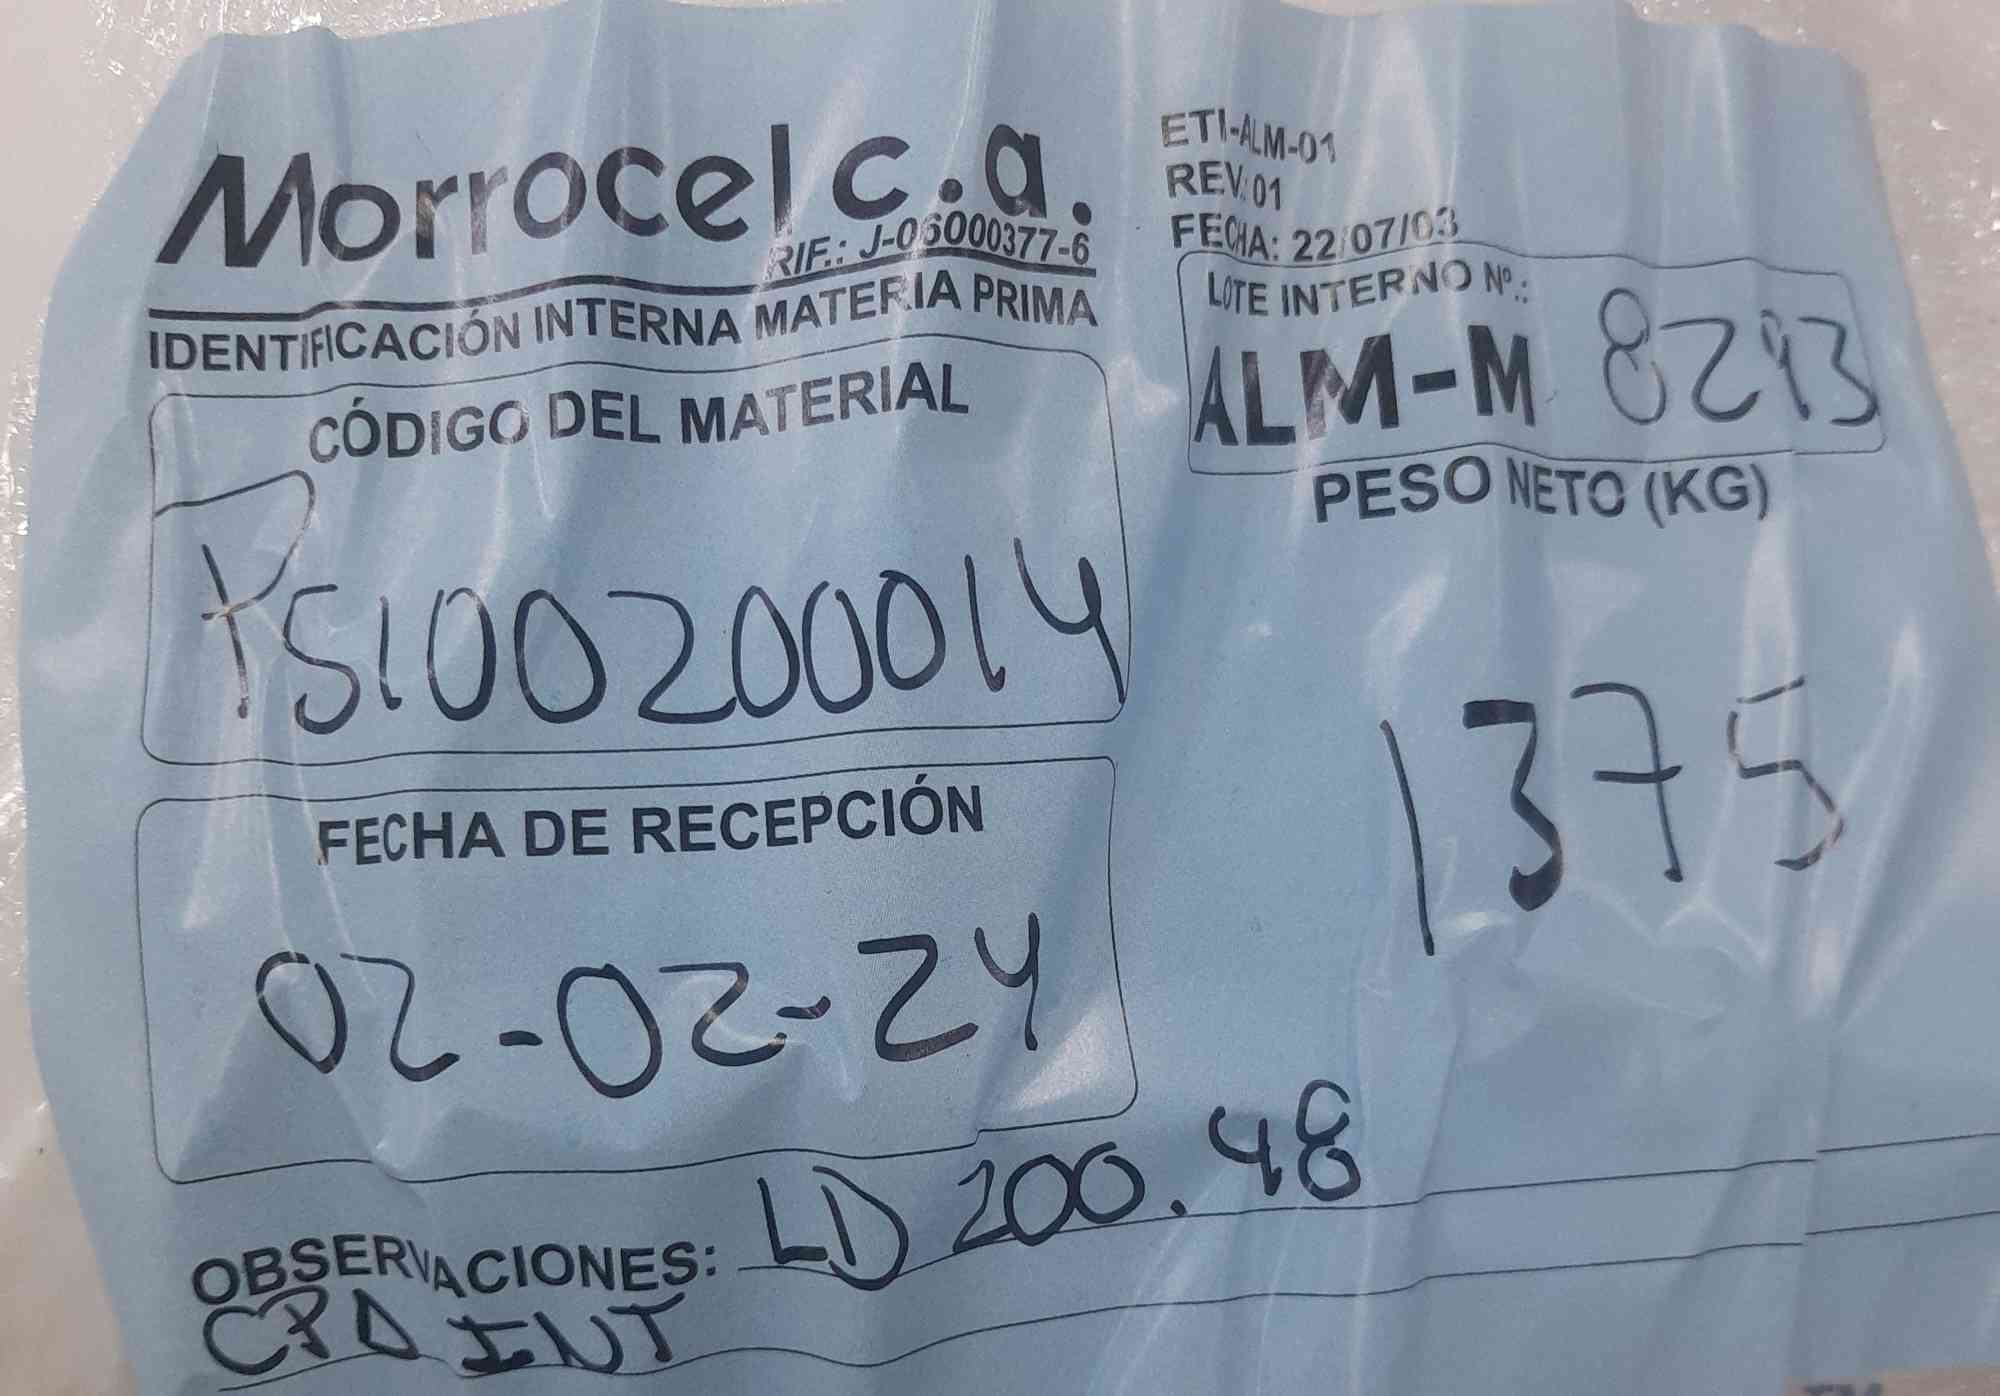 Morrocel c.a.
RIF.: J-06000377-6
IDENTIFICACIÓN INTERNA MATERIA PRIMA
ETI-ALM-01
REV.:01
FECHA: 22/07/03
LOTE INTERNO Nº.:
ALM-M 8293
PESO NETO (KG)
1375
CÓDIGO DEL MATERIAL
PS100200014
FECHA DE RECEPCIÓN
02-02-24
OBSERVACIONES: LD 200.48
CPD INT